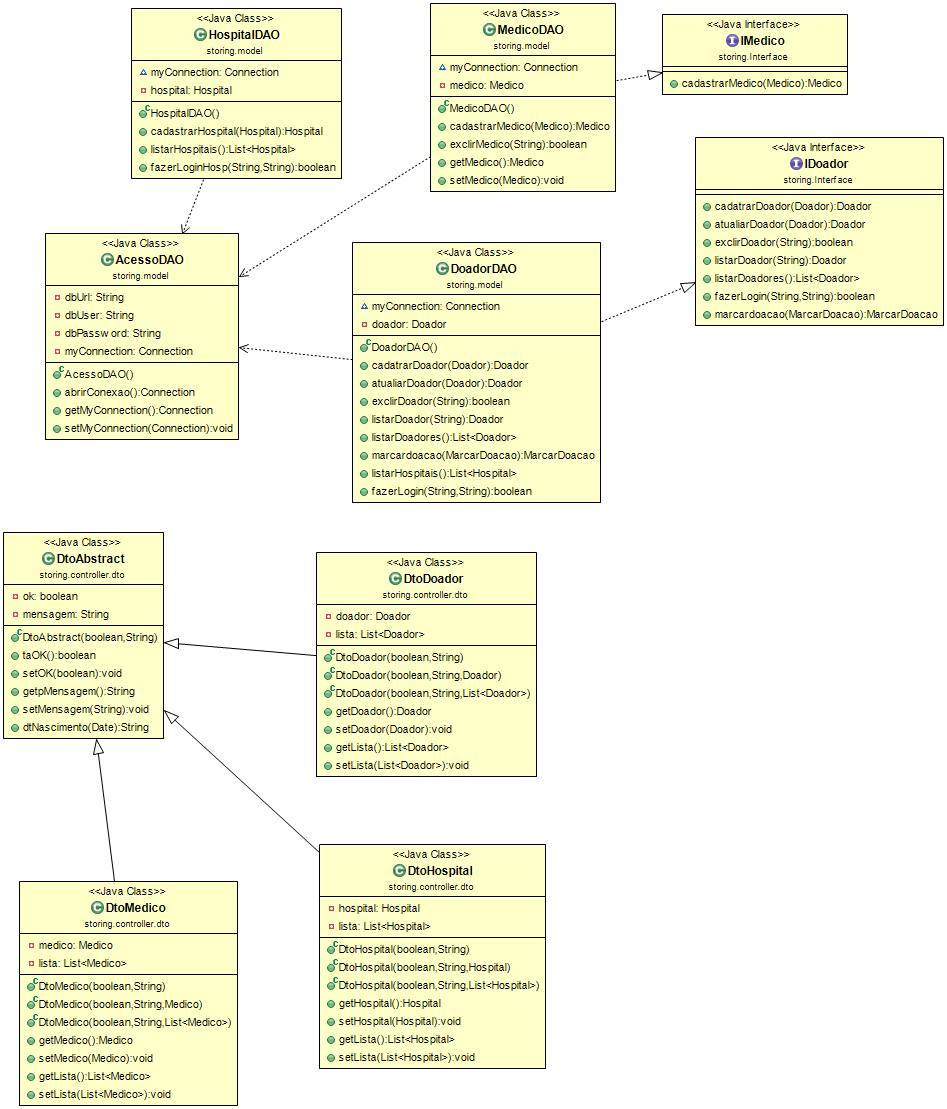 <<Java Class>>
HospitalDAO
storing.model
myConnection: Connection
hospital: Hospital
HospitalDAO()
cadastrarHospital(Hospital):Hospital
listarHospitais():List<Hospital>
fazerLoginHosp(String,String):boolean
<<Java Class>>
MedicoDAO
storing.model
myConnection: Connection
medico: Medico
MedicoDAO()
cadastrarMedico(Medico):Medico
exclirMedico(String):boolean
getMedico():Medico
setMedico(Medico):void
<<Java Interface>>
IMedico
storing.Interface
cadastrarMedico(Medico):Medico
<<Java Interface>>
IDoador
storing.Interface
cadatrarDoador(Doador):Doador
atualiarDoador(Doador):Doador
exclirDoador(String):boolean
listarDoador(String):Doador
listarDoadores():List<Doador>
fazerLogin(String,String):boolean
marcardoacao(MarcarDoacao):MarcarDoacao
<<Java Class>>
AcessoDAO
storing.model
dbUrl: String
dbUser: String
dbPassword: String
myConnection: Connection
AcessoDAO()
abrirConexao():Connection
getMyConnection():Connection
setMyConnection(Connection):void
<<Java Class>>
DoadorDAO
storing.model
myConnection: Connection
doador: Doador
DoadorDAO()
cadatrarDoador(Doador):Doador
atualiarDoador(Doador):Doador
exclirDoador(String):boolean
listarDoador(String):Doador
listarDoadores():List<Doador>
marcardoacao(MarcarDoacao):MarcarDoacao
listarHospitais():List<Hospital>
fazerLogin(String,String):boolean
<<Java Class>>
DtoAbstract
storing.controller.dto
ok: boolean
mensagem: String
DtoAbstract(boolean,String)
taOK():boolean
setOK(boolean):void
getpMensagem():String
setMensagem(String):void
dtNascimento(Date):String
<<Java Class>>
DtoDoador
storing.controller.dto
doador: Doador
lista: List<Doador>
DtoDoador(boolean,String)
DtoDoador(boolean,String,Doador)
DtoDoador(boolean,String,List<Doador>)
getDoador():Doador
setDoador(Doador):void
getLista():List<Doador>
setLista(List<Doador>):void
<<Java Class>>
DtoHospital
storing.controller.dto
hospital: Hospital
lista: List<Hospital>
DtoHospital(boolean,String)
DtoHospital(boolean,String,Hospital)
DtoHospital(boolean,String,List<Hospital>)
getHospital():Hospital
setHospital(Hospital):void
getLista():List<Hospital>
setLista(List<Hospital>):void
<<Java Class>>
DtoMedico
storing.controller.dto
medico: Medico
lista: List<Medico>
DtoMedico(boolean,String)
DtoMedico(boolean,String,Medico)
DtoMedico(boolean,String,List<Medico>)
getMedico():Medico
setMedico(Medico):void
getLista():List<Medico>
setLista(List<Medico>):void